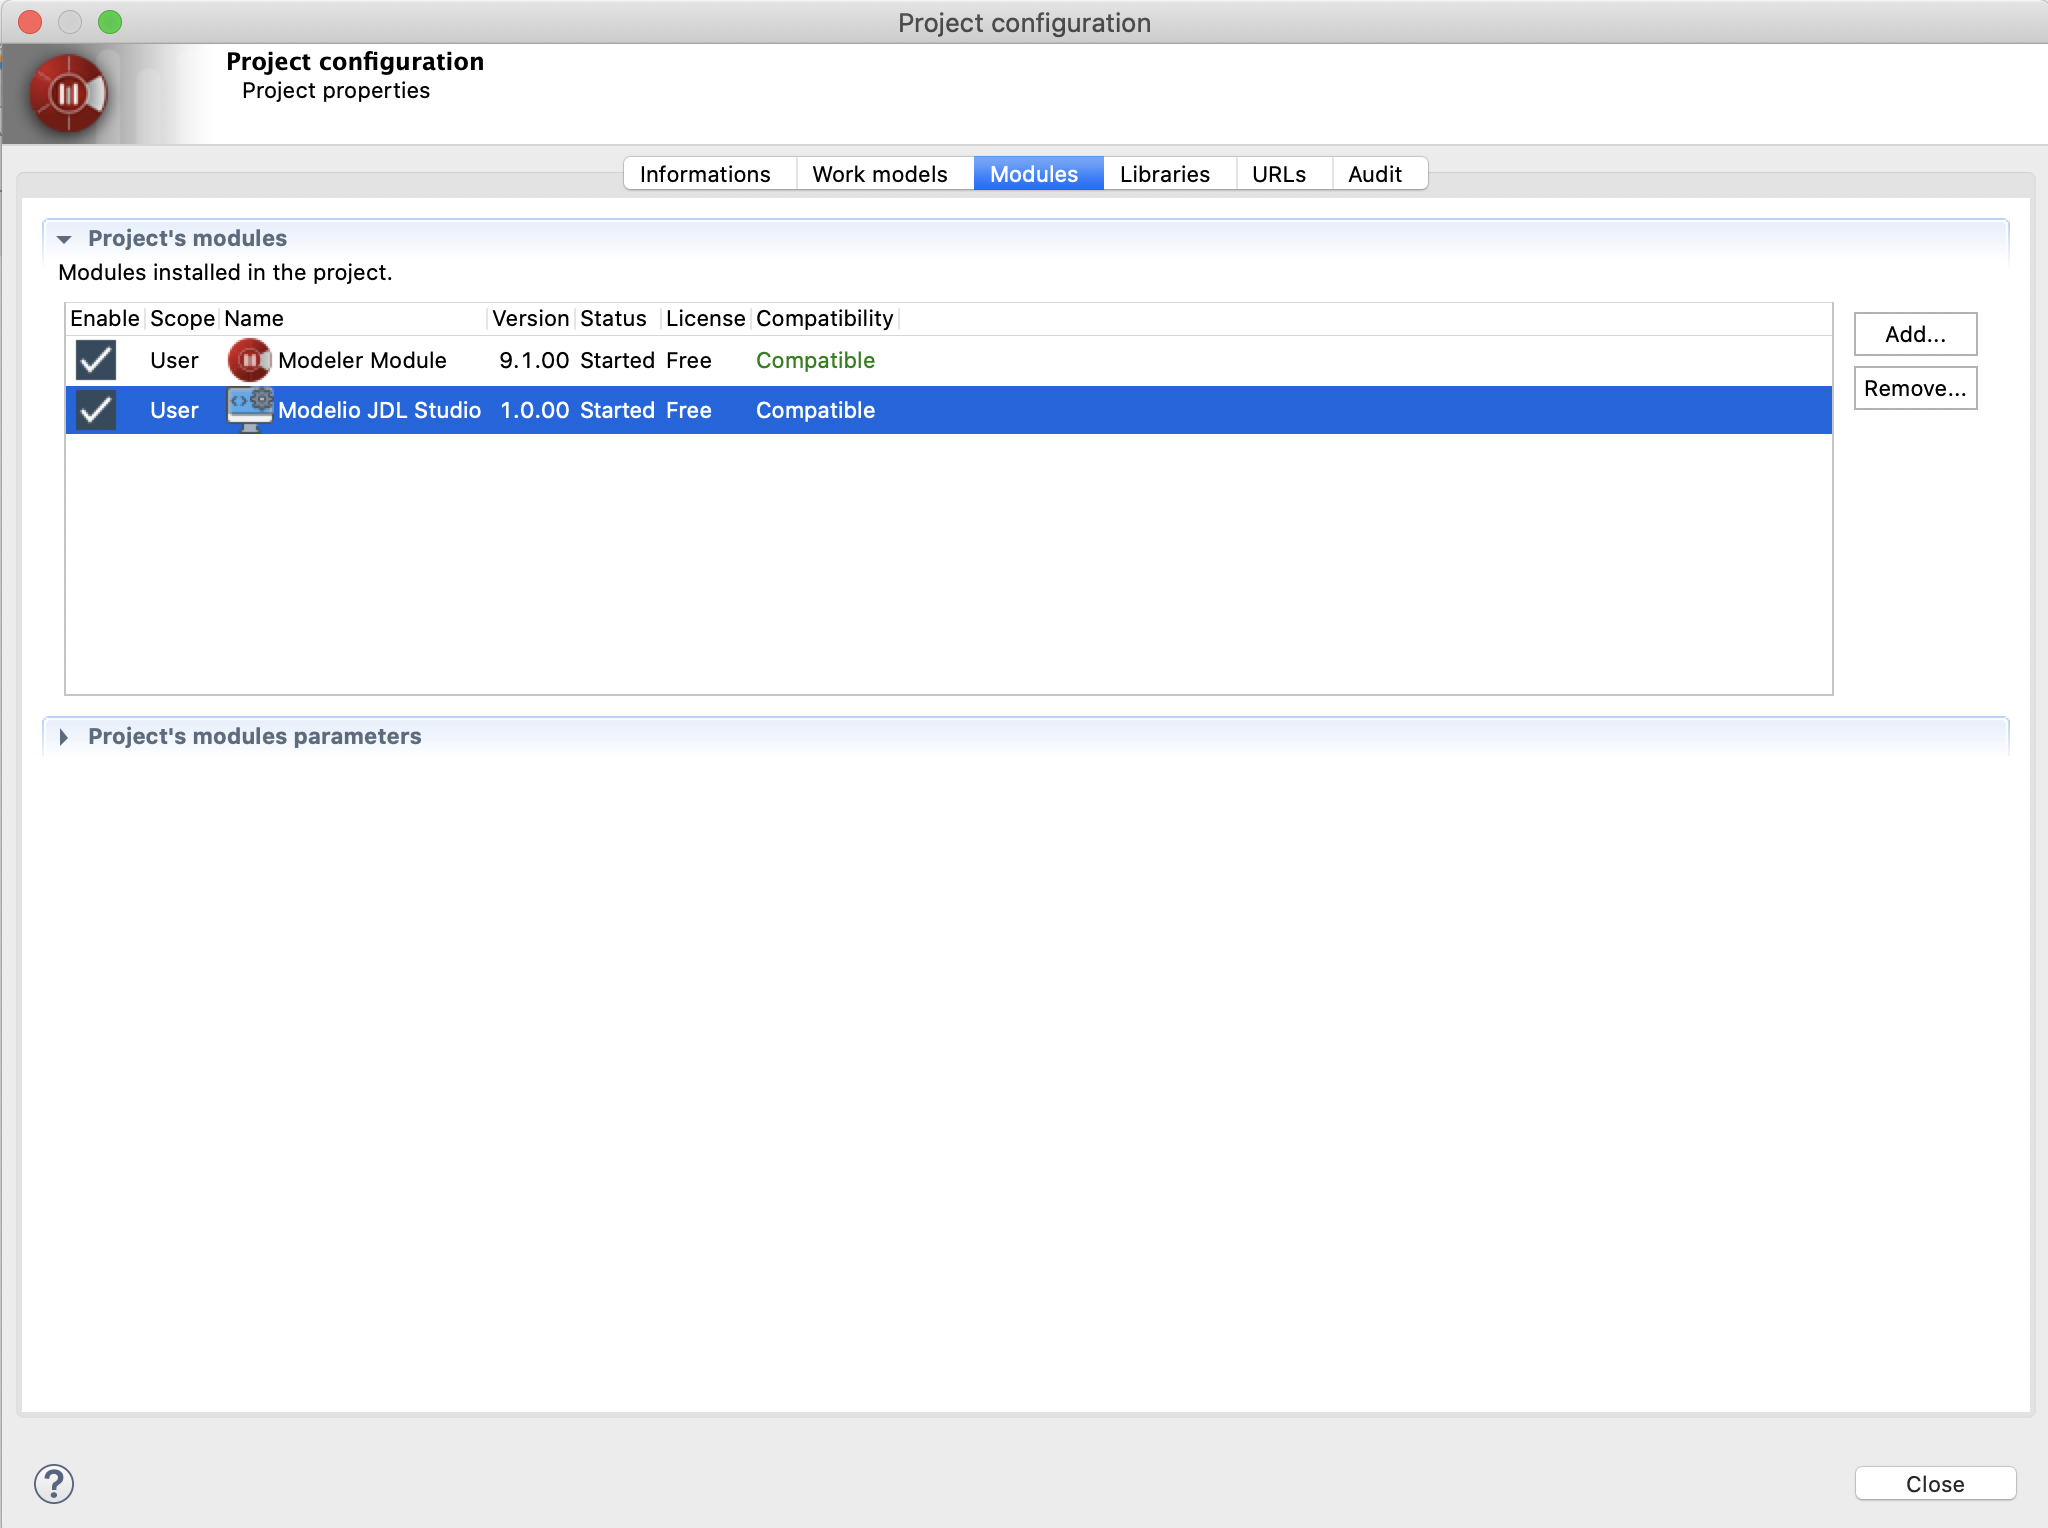 Project configuration
Project configuration
Project properties
Informations Work models Modules Libraries URLs Audit
Project's modules
Modules installed in the project.
Enable Scope Name Version Status License Compatibility
User Modeler Module 9.1.00 Started Free Compatible
User Modelio JDL Studio 1.0.00 Started Free Compatible
Add...
Remove...
Project's modules parameters
?
Close